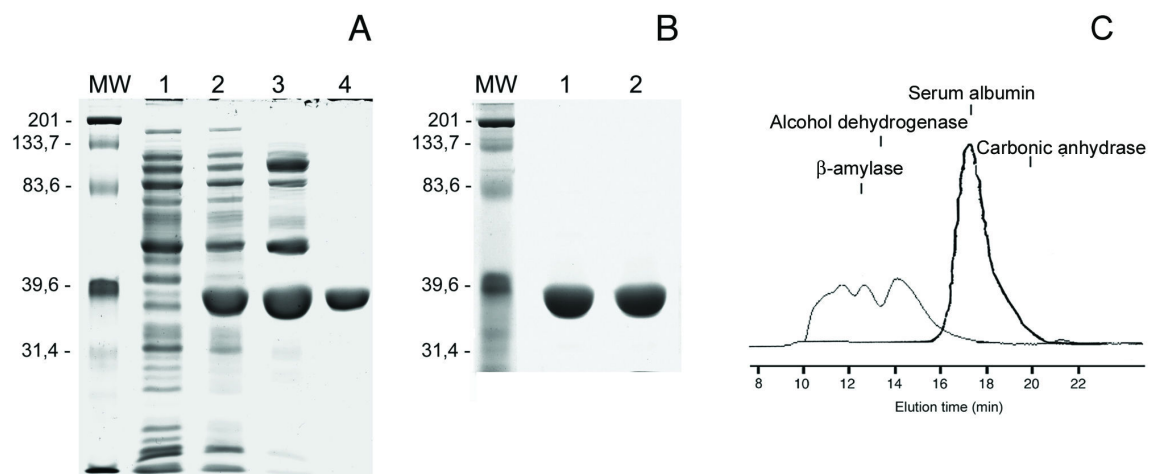 A
MW 1 2 3 4
201 -
133,7 -
83,6 -
39,6 -
31,4 -
B
MW 1 2
201 -
133,7 -
83,6 -
39,6 -
31,4 -
C
Serum albumin
Alcohol dehydrogenase
Carbonic anhydrase
β-amylase
8 10 12 14 16 18 20 22
Elution time (min)